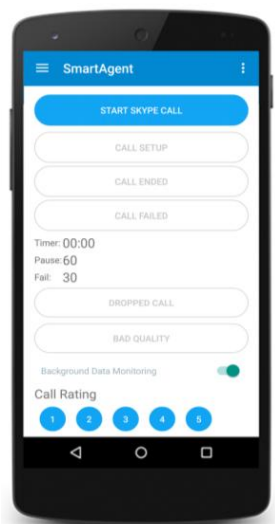 SmartAgent
START SKYPE CALL
CALL SETUP
CALL ENDED
CALL FAILED
Timer: 00:00
Pause: 60
Fail: 30
DROPPED CALL
BAD QUALITY
Background Data Monitoring
Call Rating
1 2 3 4 5